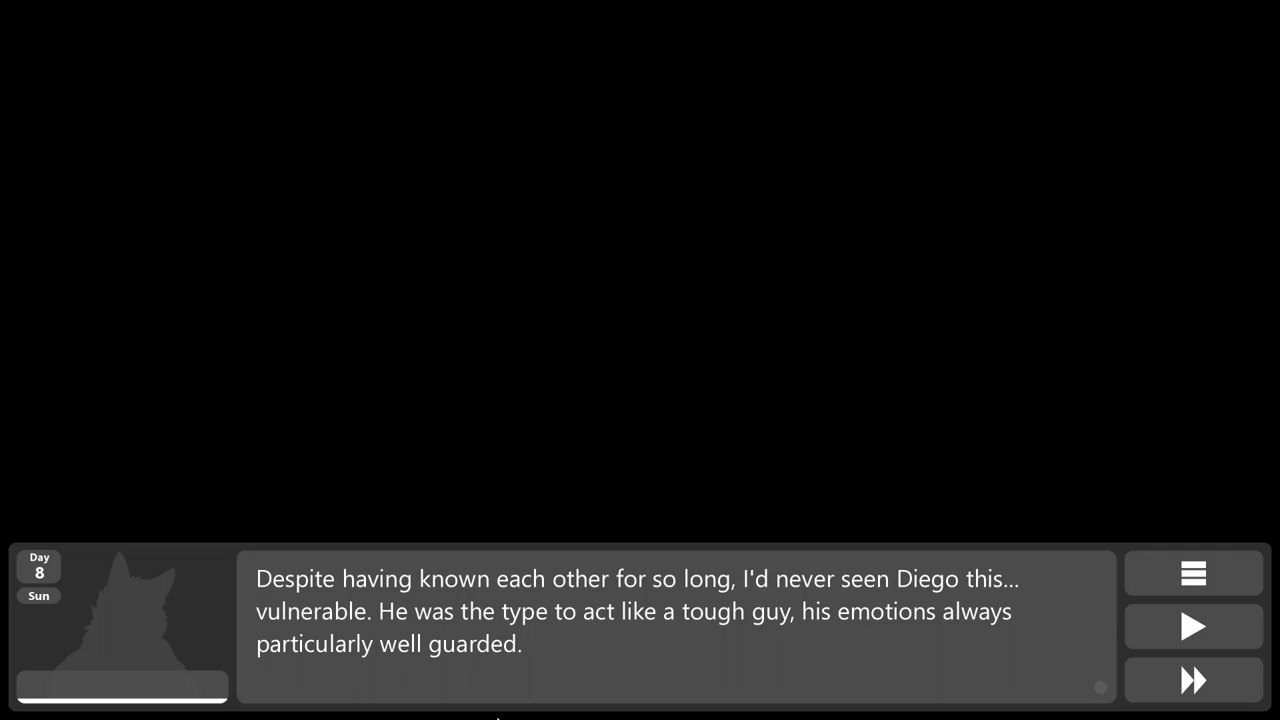 Day
8
Sun
Despite having known each other for so long, I'd never seen Diego this...
vulnerable. He was the type to act like a tough guy, his emotions always
particularly well guarded.